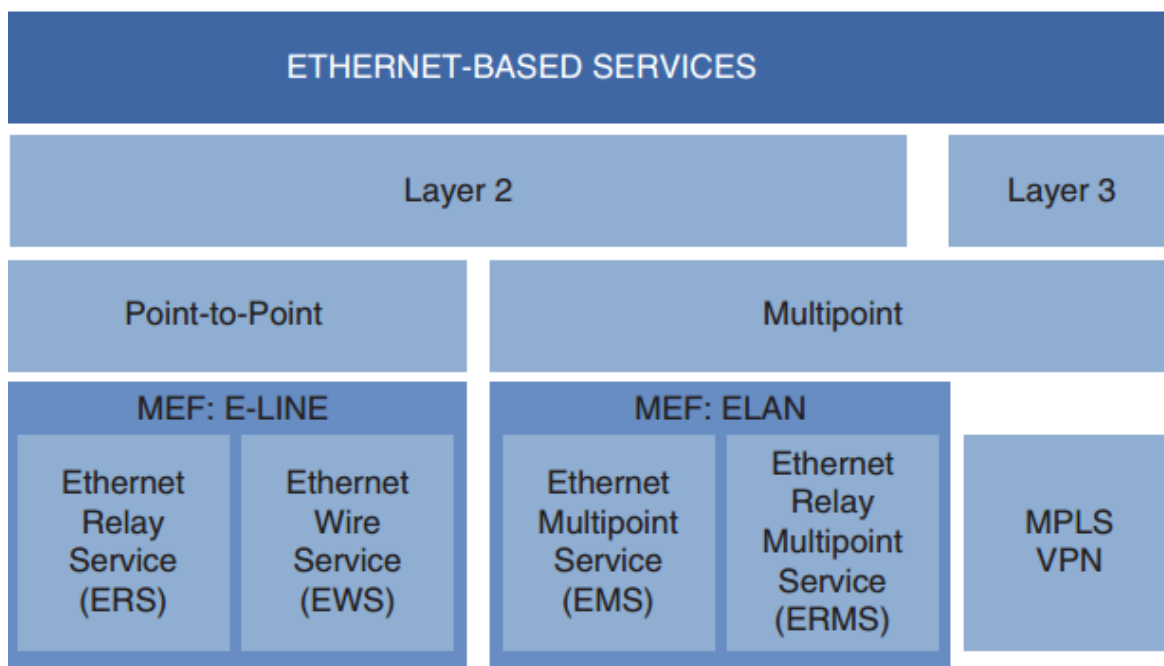 ETHERNET-BASED SERVICES
Layer 2
Layer 3
Point-to-Point
Multipoint
MEF: E-LINE
Ethernet
Relay
Service
(ERS)
Ethernet
Wire
Service
(EWS)
MEF: ELAN
Ethernet
Multipoint
Service
(EMS)
Ethernet
Relay
Multipoint
Service
(ERMS)
MPLS
VPN